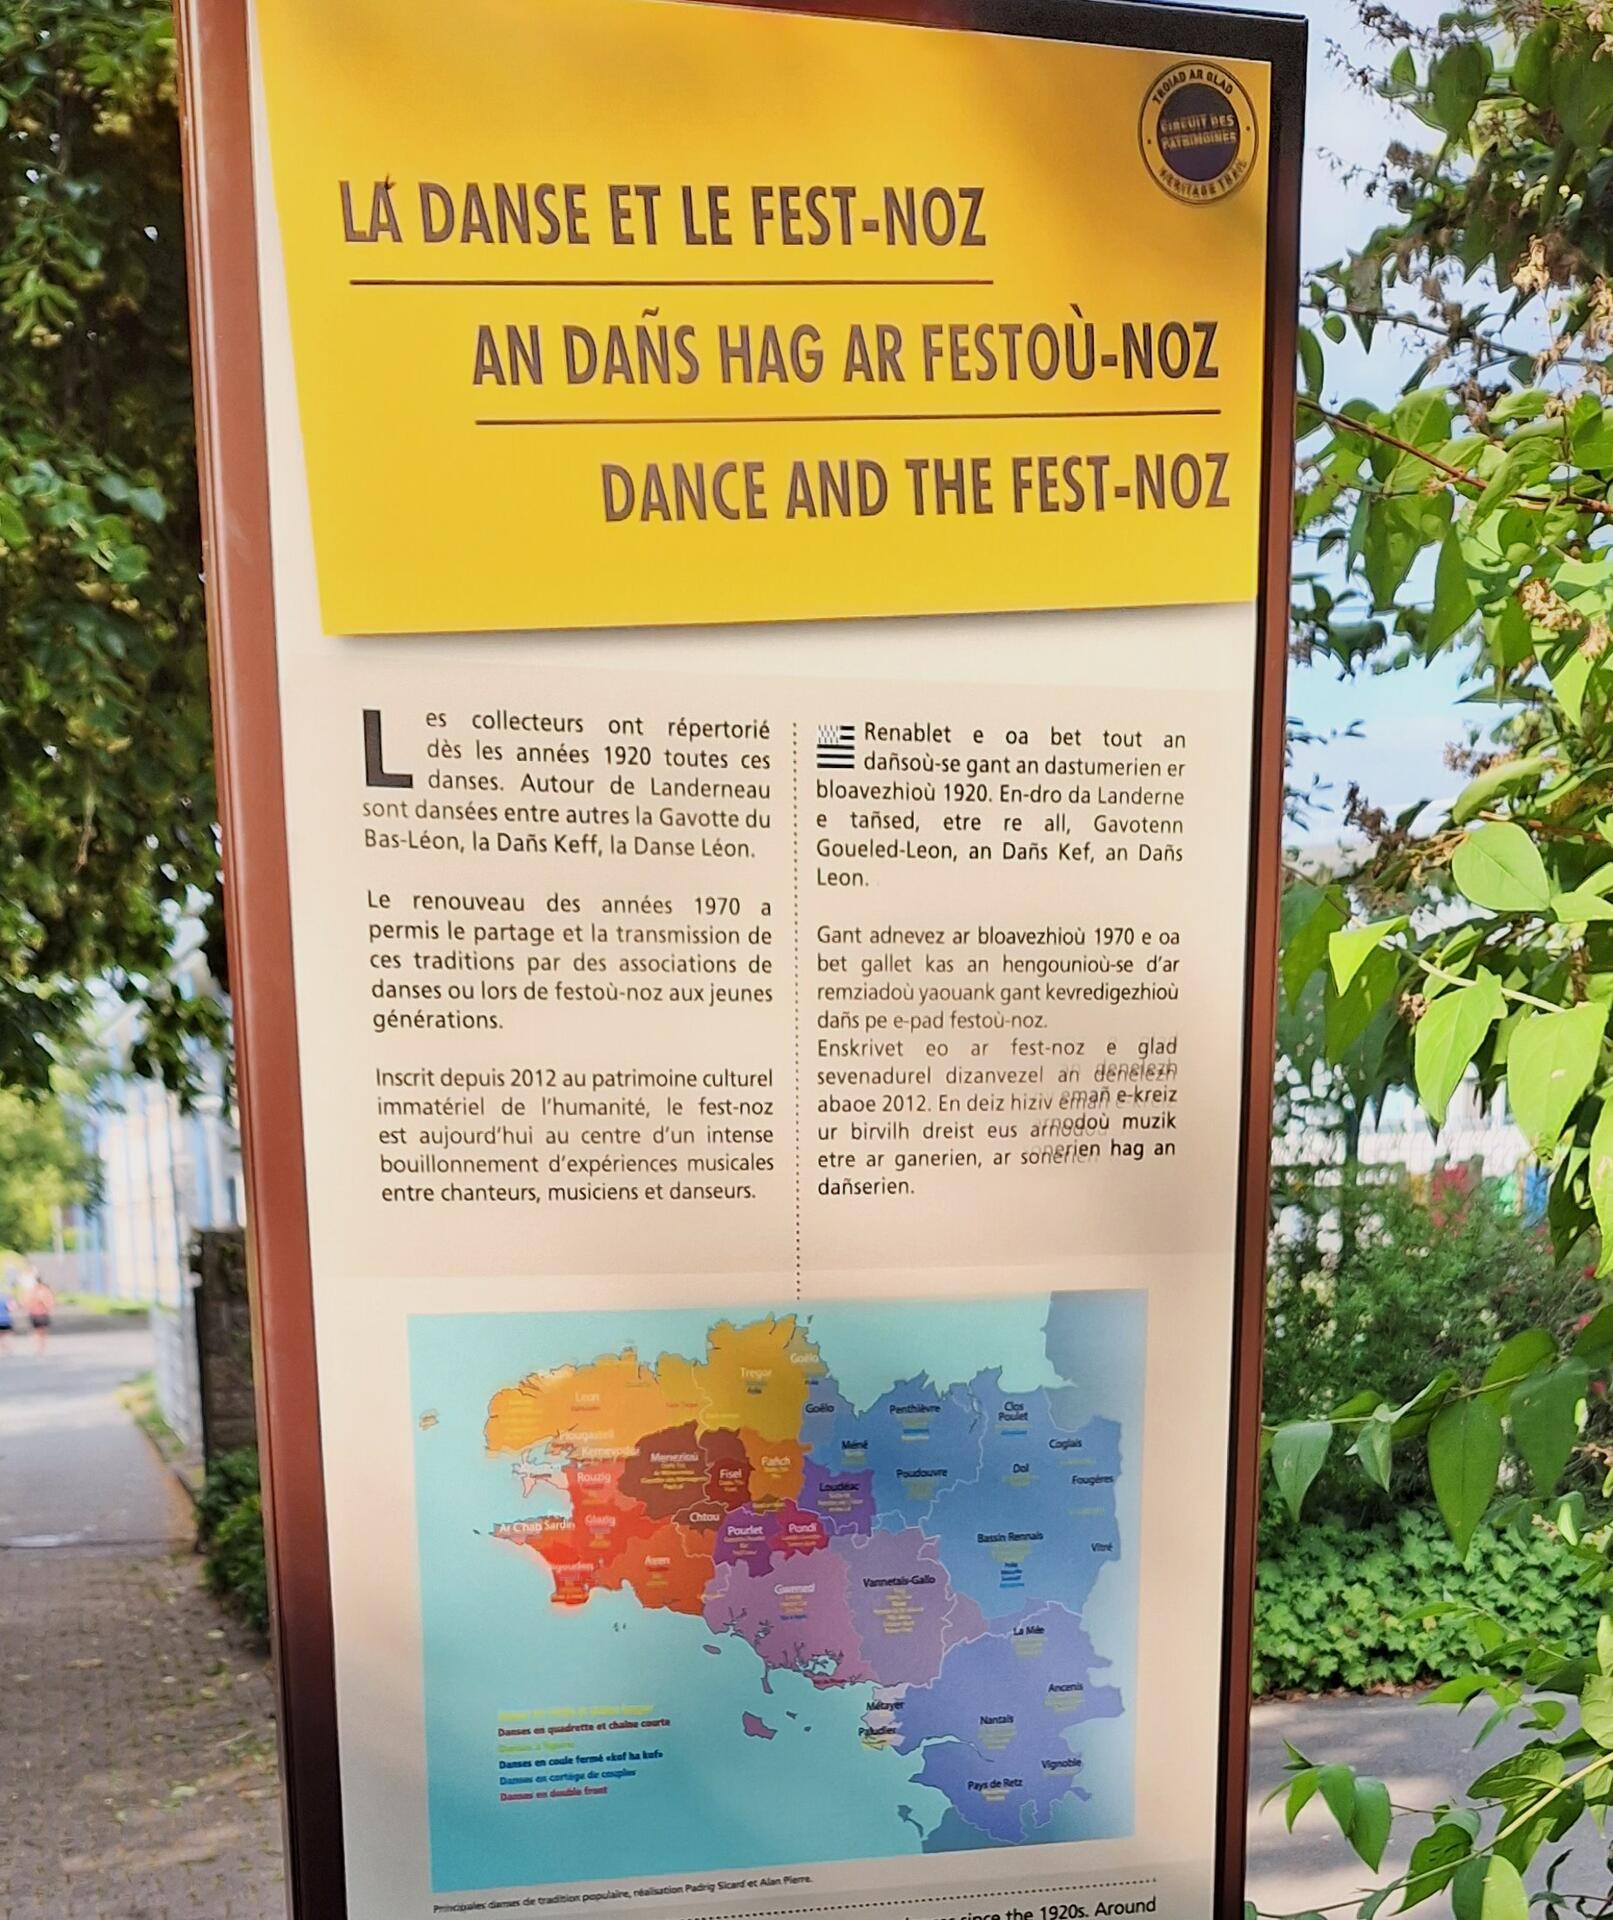 TROIAD AR GLAD
CIRCUIT DES
PATRIMOINES
HERITAGE TRAIL
LA DANSE ET LE FEST-NOZ
AN DAÑS HAG AR FESTOÙ-NOZ
DANCE AND THE FEST-NOZ
Les collecteurs ont répertorié
dès les années 1920 toutes ces
danses. Autour de Landerneau
sont dansées entre autres la Gavotte du
Bas-Léon, la Dañs Keff, la Danse Léon.
Le renouveau des années 1970 a
permis le partage et la transmission de
ces traditions par des associations de
danses ou lors de festoù-noz aux jeunes
générations.
Inscrit depuis 2012 au patrimoine culturel
immatériel de l'humanité, le fest-noz
est aujourd'hui au centre d'un intense
bouillonnement d'expériences musicales
entre chanteurs, musiciens et danseurs.
Renablet e oa bet tout an
dañsoù-se gant an dastumerien er
bloavezhioù 1920. En-dro da Landerne
e tañsed, etre re all, Gavotenn
Goueled-Leon, an Dañs Kef, an Dañs
Leon.
Gant adnevez ar bloavezhioù 1970 e oa
bet gallet kas an hengounioù-se d'ar
remziadoù yaouank gant kevredigezhioù
dañs pe e-pad festoù-noz.
Enskrivet eo ar fest-noz e glad
sevenadurel dizanvezel an denelezh
abaoe 2012. En deiz hiziv emañ e-kreiz
ur birvilh dreist eus arnodoù muzik
etre ar ganerien, ar sonerien hag an
dañserien.
Goëlo
Tregor
Leon
Goëlo
Penthièvre
Clos
Poulet
Plougastell
Kernevodez
Menezioù
Méné
Coglais
Rouzig
Fisel
Fañch
Loudéac
Poudouvre
Dol
Fougères
Ar C'hab Sardin
Glazig
Chtou
Pourlet
Pondi
Bassin Rennais
Vitré
Aven
Gwened
Vannetais-Gallo
La Mée
Ancenis
Métayer
Paludier
Nantais
Vignoble
Pays de Retz
Danses en quadrette et chaîne courte
Danses à figures
Danses en coule fermé «kof ha kof»
Danses en cortège de couples
Danses en double front
Principales danses de tradition populaire, réalisation Padrig Sicard et Alan Pierre.
since the 1920s. Around